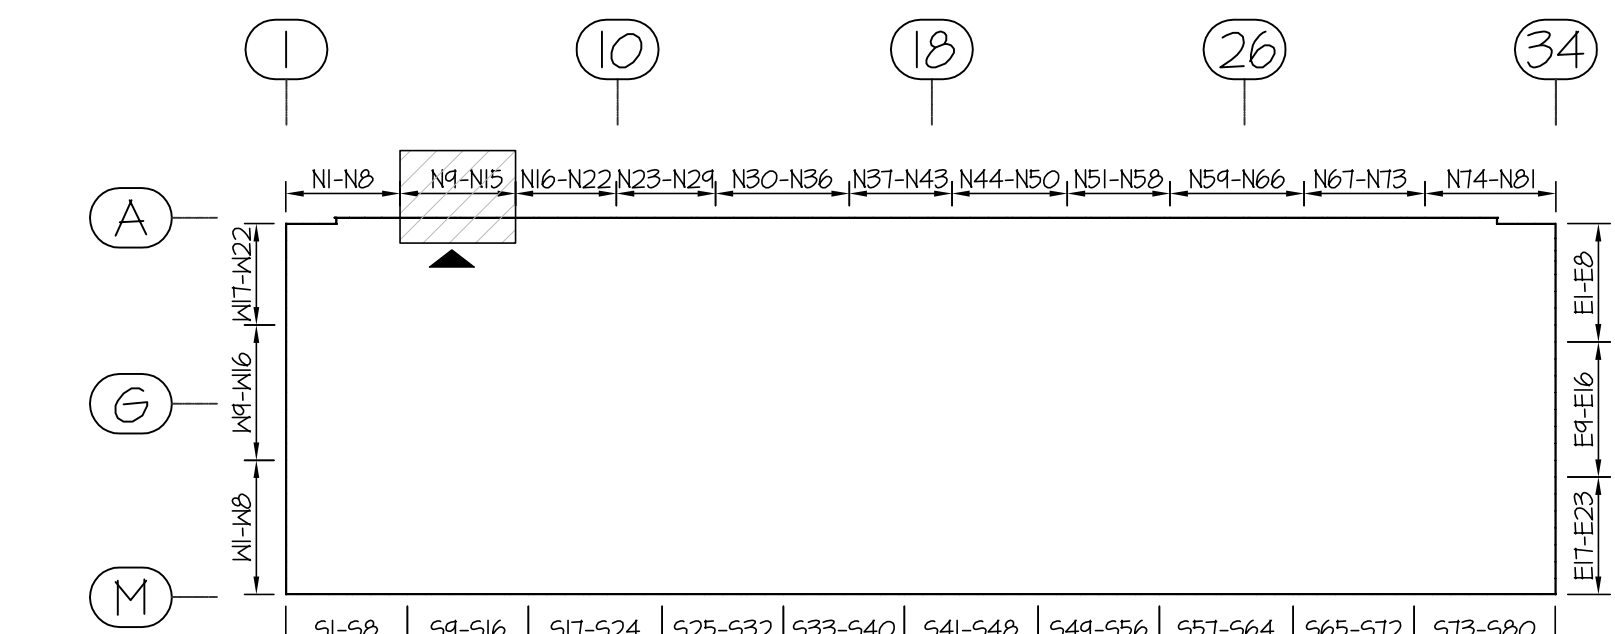 1 10 18 26 34
N1-N8 N9-N15 N16-N22 N23-N29 N30-N36 N37-N43 N44-N50 N51-N58 N59-N66 N67-N73 N74-N81
A
W17-W22
E1-E8
G
W9-W16
E9-E16
W1-W8
E17-E23
M
S1-S8 S9-S16 S17-S24 S25-S32 S33-S40 S41-S48 S49-S56 S57-S64 S65-S72 S73-S80